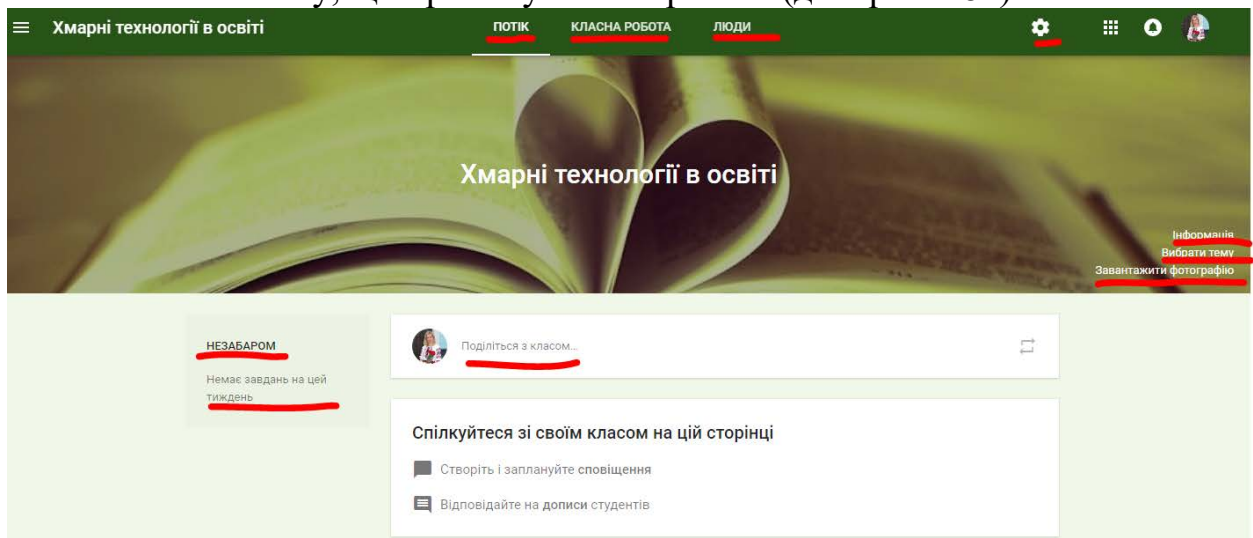 Хмарні технології в освіті
ПОТІК КЛАСНА РОБОТА ЛЮДИ
Хмарні технології в освіті
Інформація
Вибрати тему
Завантажити фотографію
НЕЗАБАРОМ
Немає завдань на цей
тиждень
Поділіться з класом...
Спілкуйтеся зі своїм класом на цій сторінці
Створіть і заплануйте сповіщення
Відповідайте на дописи студентів